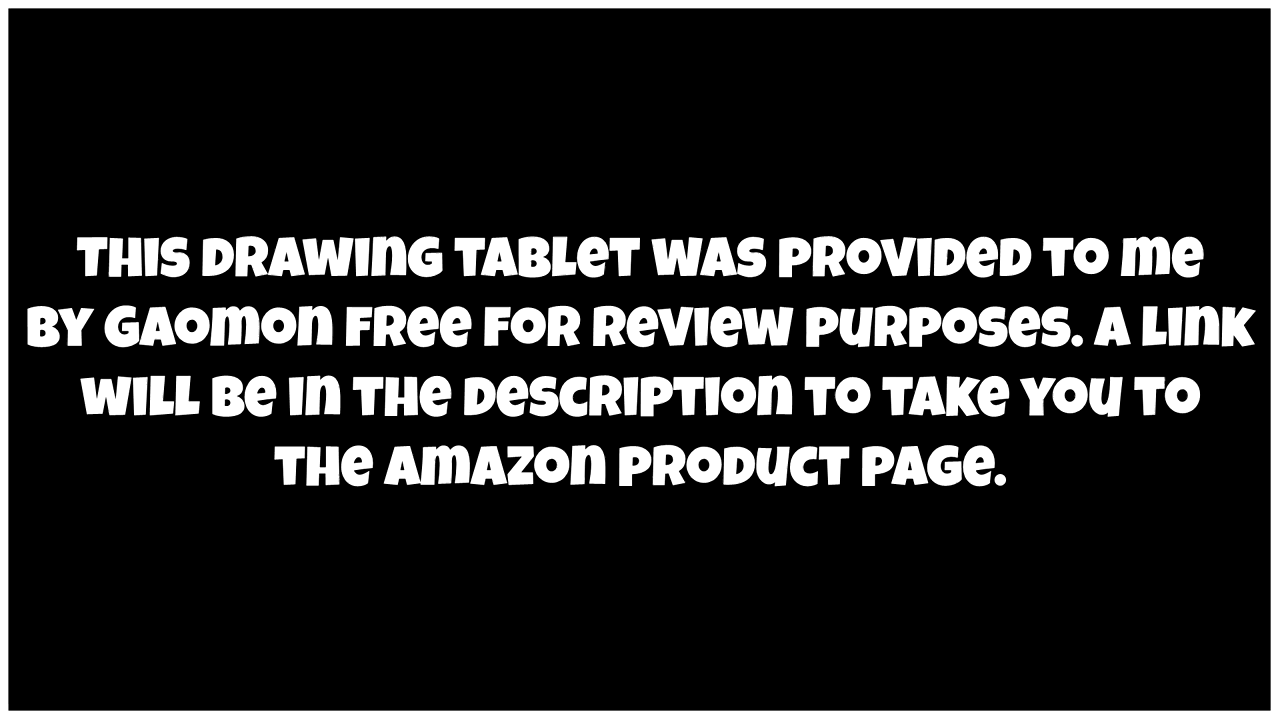 THIS DRAWING TABLET WAS PROVIDED TO ME
BY GAOMON FREE FOR REVIEW PURPOSES. A LINK
WILL BE IN THE DESCRIPTION TO TAKE YOU TO
THE AMAZON PRODUCT PAGE.